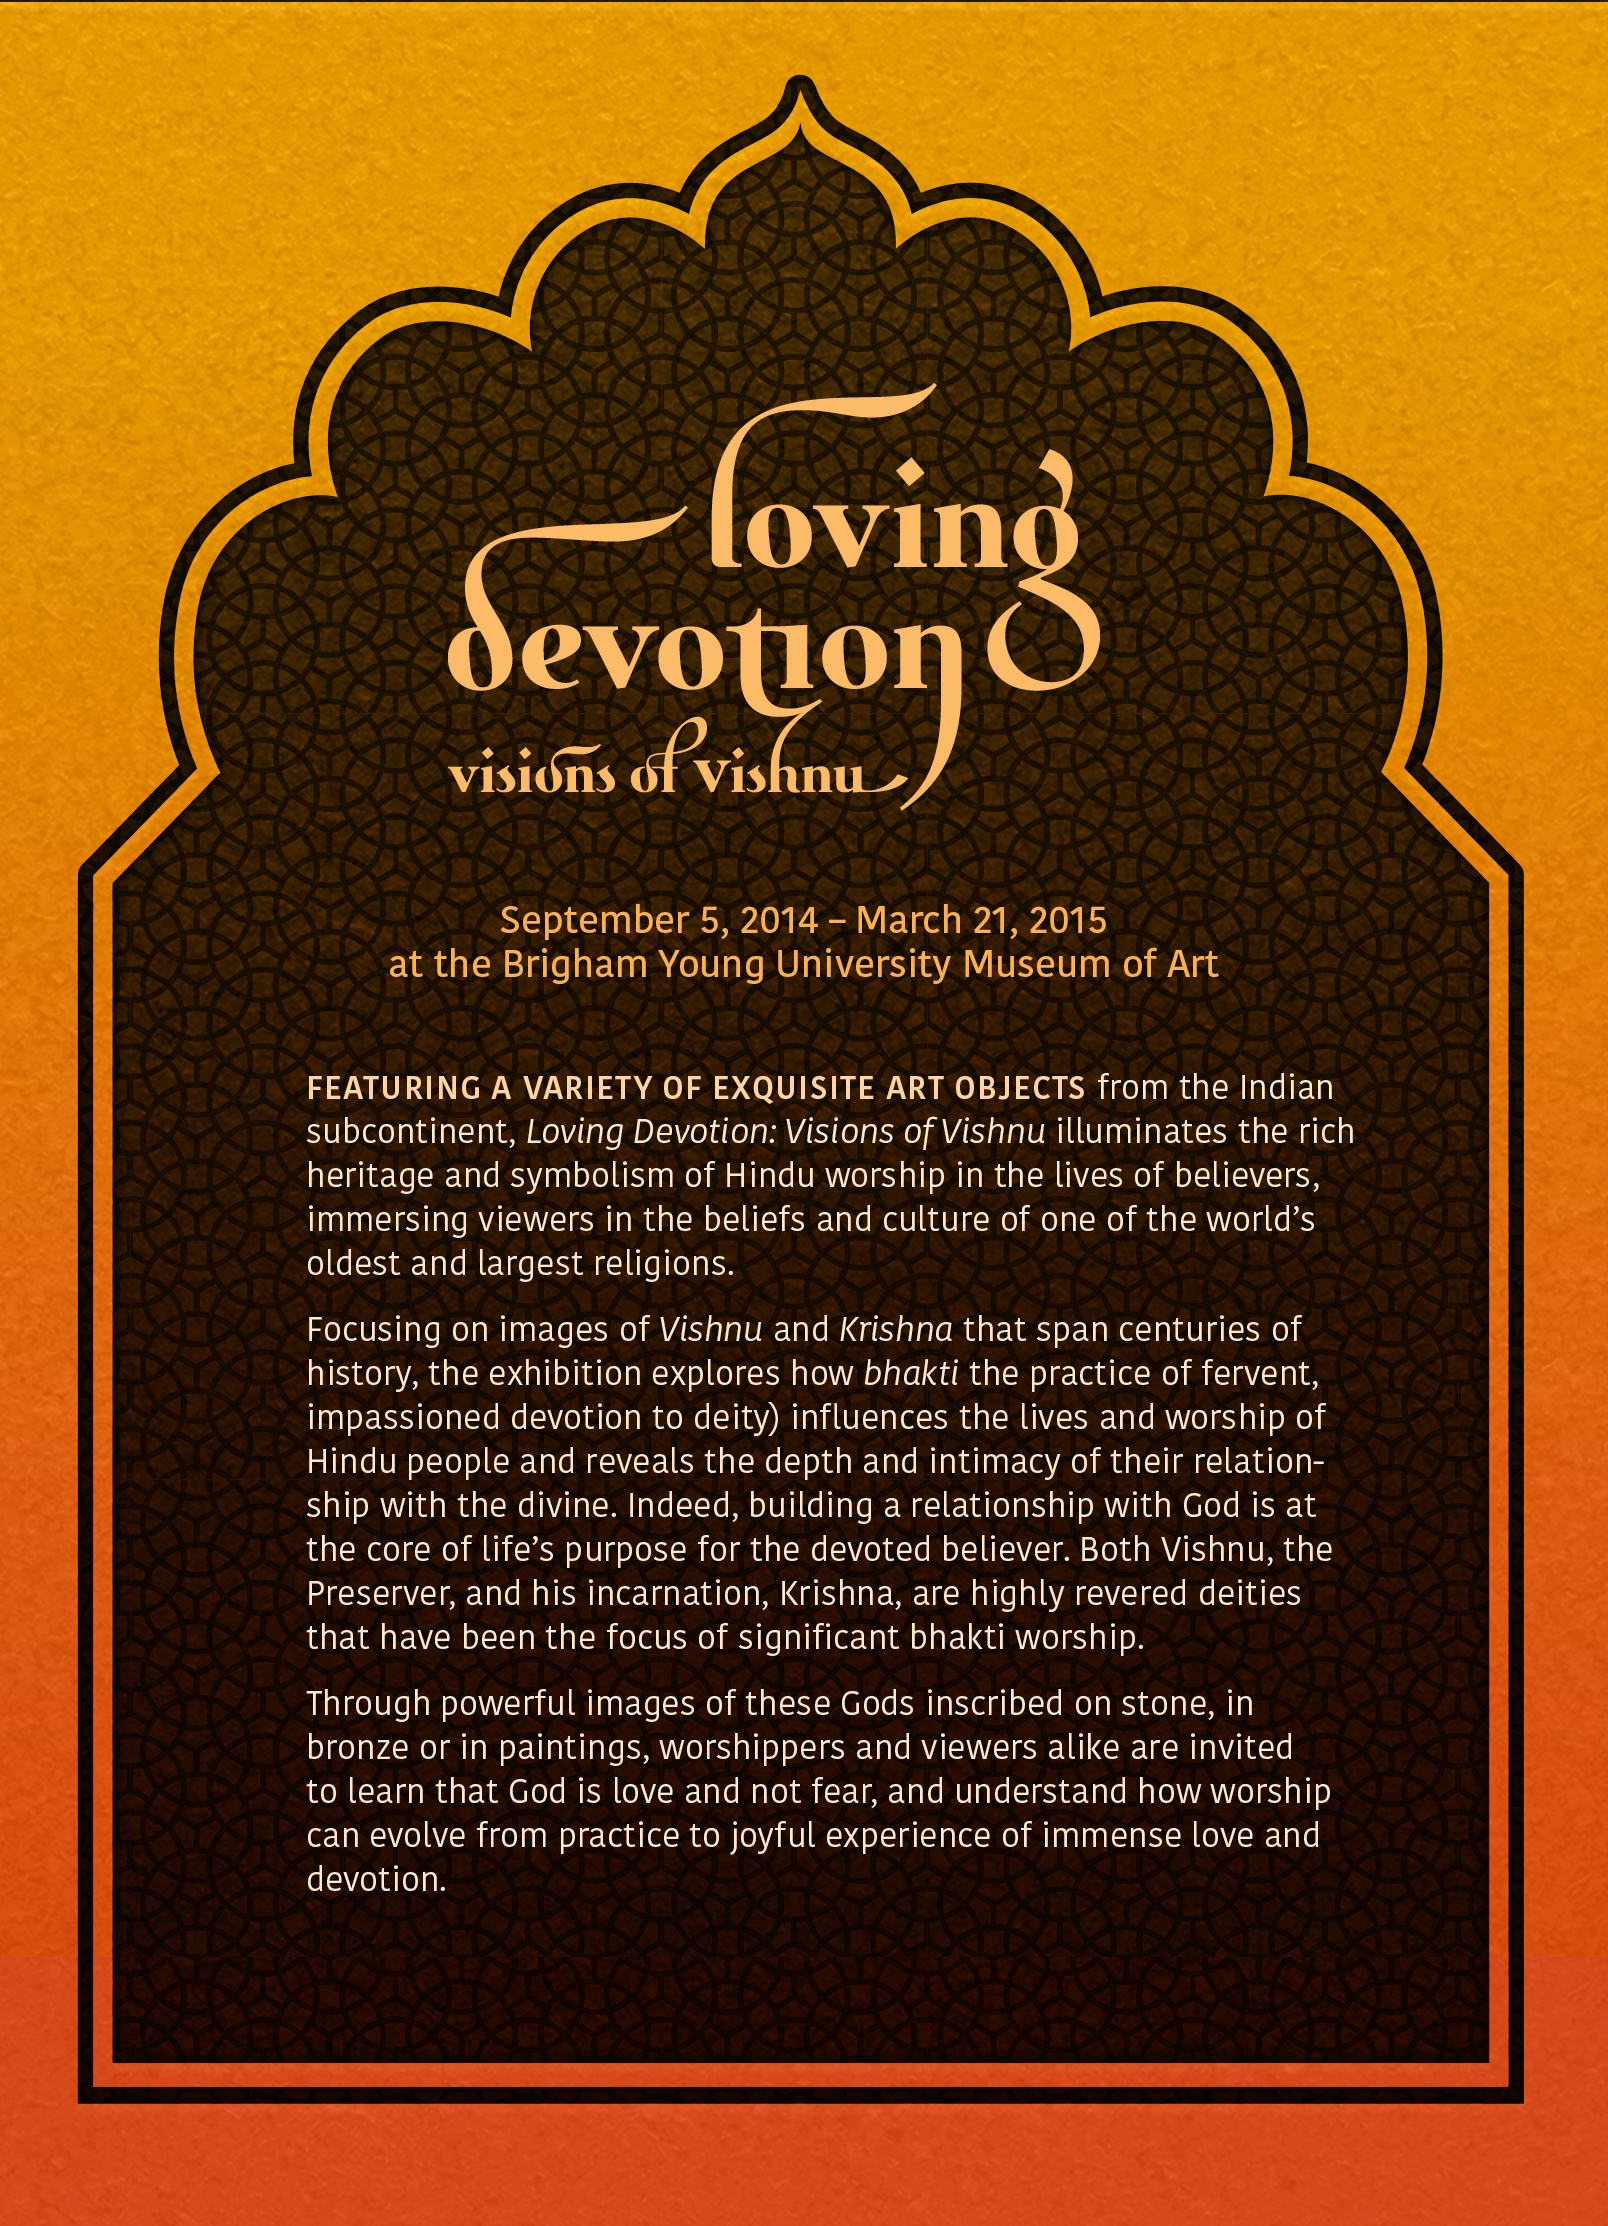 loving
devotion
visions of vishnu
September 5, 2014 – March 21, 2015
at the Brigham Young University Museum of Art
FEATURING A VARIETY OF EXQUISITE ART OBJECTS from the Indian
subcontinent, Loving Devotion: Visions of Vishnu illuminates the rich
heritage and symbolism of Hindu worship in the lives of believers,
immersing viewers in the beliefs and culture of one of the world’s
oldest and largest religions.
Focusing on images of Vishnu and Krishna that span centuries of
history, the exhibition explores how bhakti the practice of fervent,
impassioned devotion to deity) influences the lives and worship of
Hindu people and reveals the depth and intimacy of their relation-
ship with the divine. Indeed, building a relationship with God is at
the core of life’s purpose for the devoted believer. Both Vishnu, the
Preserver, and his incarnation, Krishna, are highly revered deities
that have been the focus of significant bhakti worship.
Through powerful images of these Gods inscribed on stone, in
bronze or in paintings, worshippers and viewers alike are invited
to learn that God is love and not fear, and understand how worship
can evolve from practice to joyful experience of immense love and
devotion.